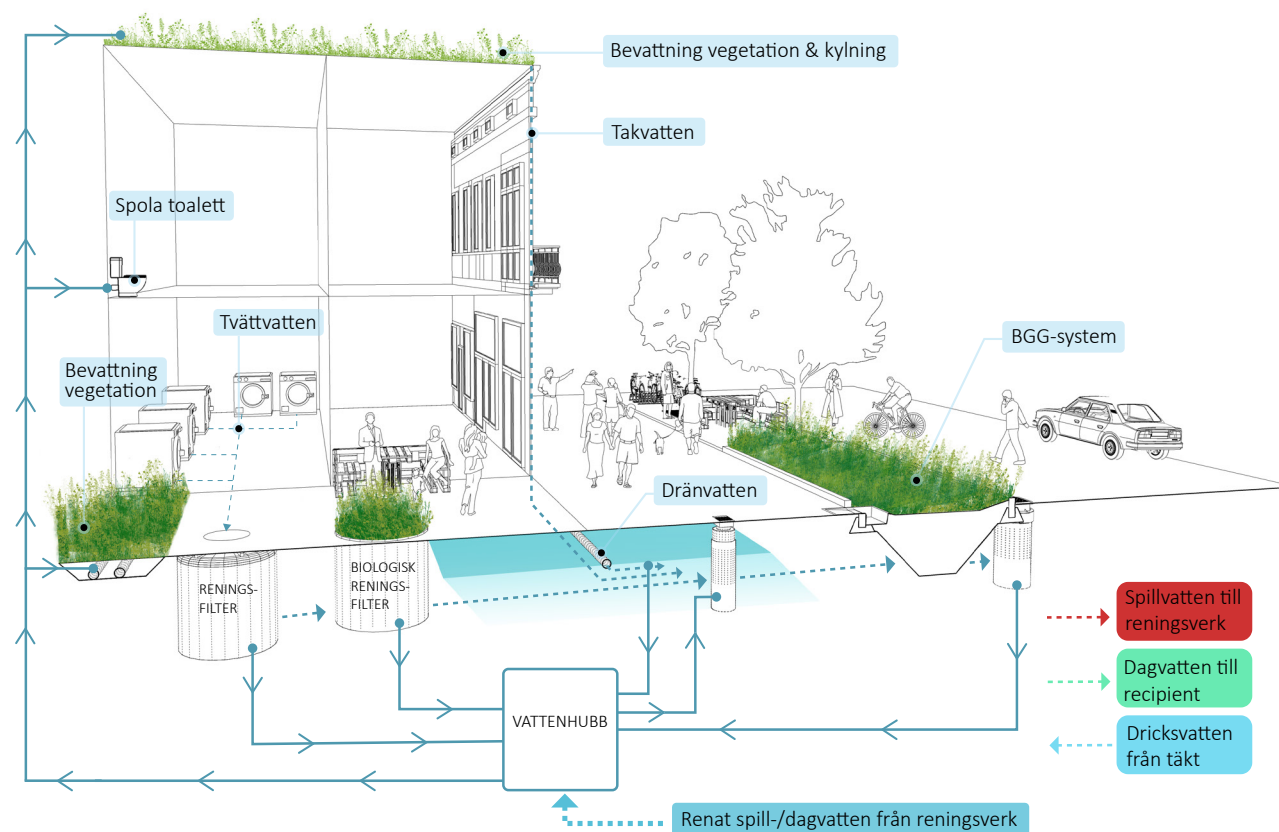 Bevattning vegetation & kylning
Takvatten
Spola toalett
Tvättvatten
BGG-system
Bevattning
vegetation
Dränvatten
RENINGS-
FILTER
BIOLOGISK
RENINGS-
FILTER
Spillvatten till
reningsverk
Dagvatten till
recipient
VATTENHUBB
Dricksvatten
från täkt
Renat spill-/dagvatten från reningsverk